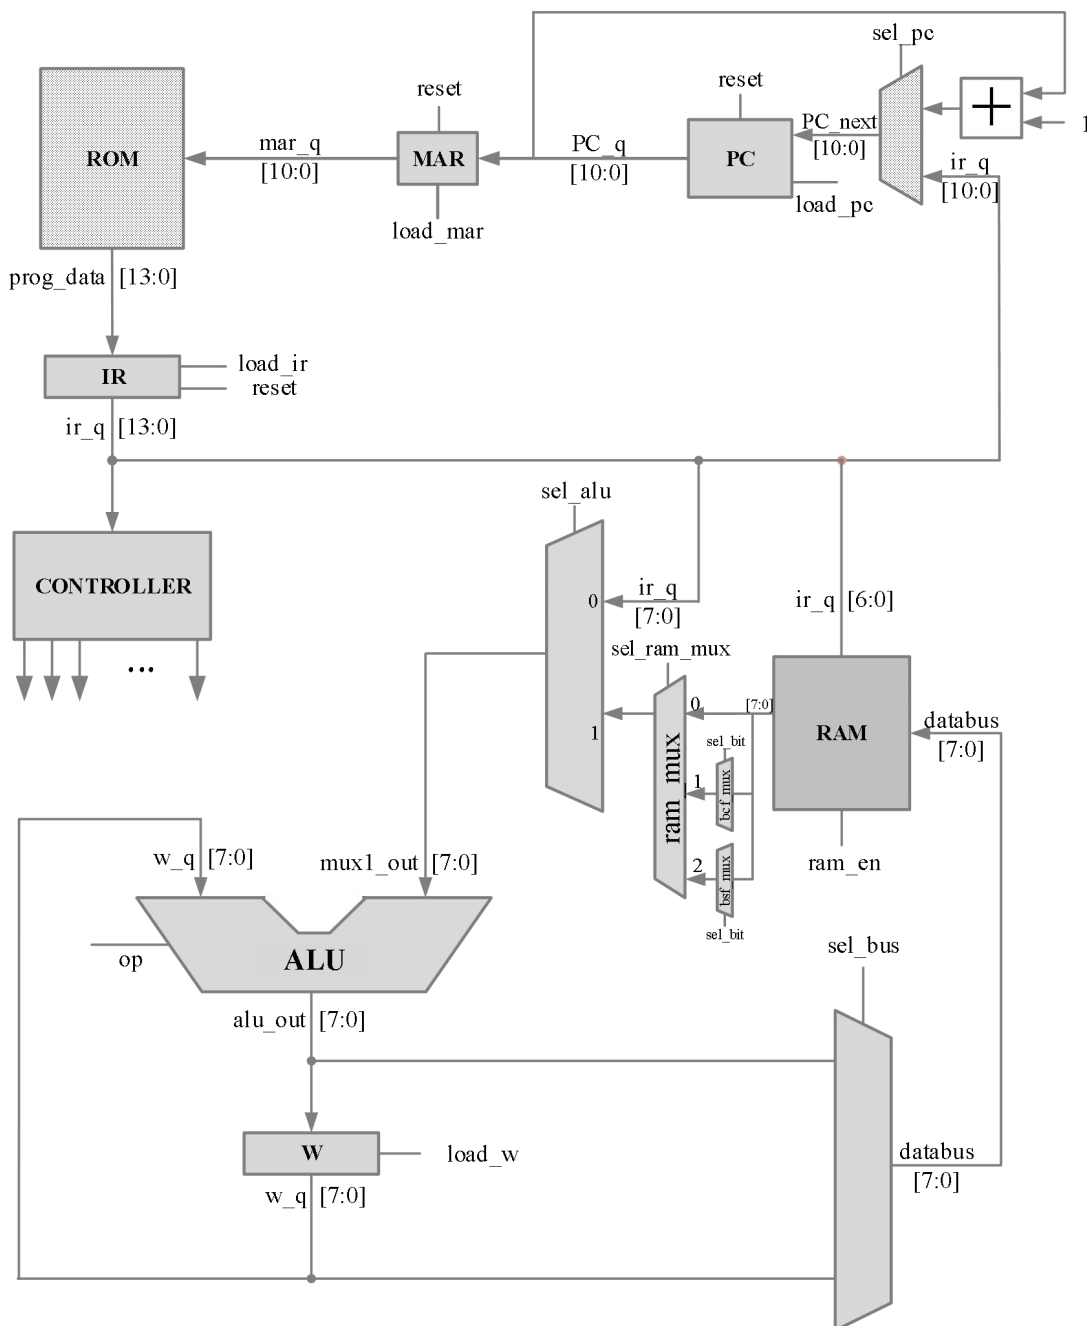 sel_pc
reset
reset
+
1
PC_next
[10:0]
ROM
mar_q
[10:0]
MAR
PC_q
[10:0]
PC
ir_q
[10:0]
load_mar
load_pc
prog_data [13:0]
IR
load_ir
reset
ir_q [13:0]
sel_alu
CONTROLLER
...
0
ir_q
[7:0]
ir_q [6:0]
sel_ram_mux
1
ram_mux
0
[7:0]
RAM
databus
[7:0]
sel_bit
1
bcf_mux
2
bsf_mux
sel_bit
ram_en
w_q [7:0]
mux1_out [7:0]
op
ALU
sel_bus
alu_out [7:0]
W
load_w
w_q [7:0]
databus
[7:0]